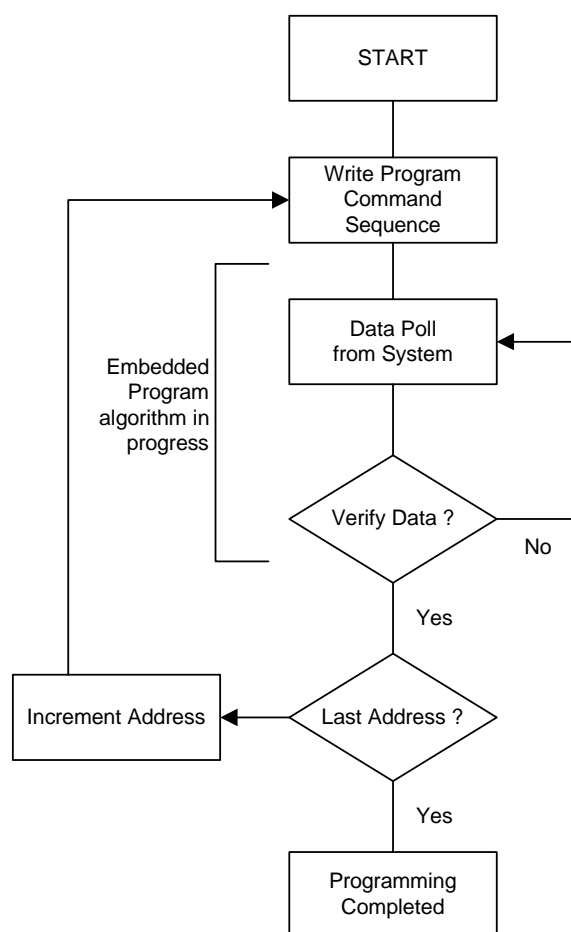 START
Write Program
Command
Sequence
Data Poll
from System
Embedded
Program
algorithm in
progress
Verify Data ?
No
Yes
Increment Address
Last Address ?
Yes
Programming
Completed